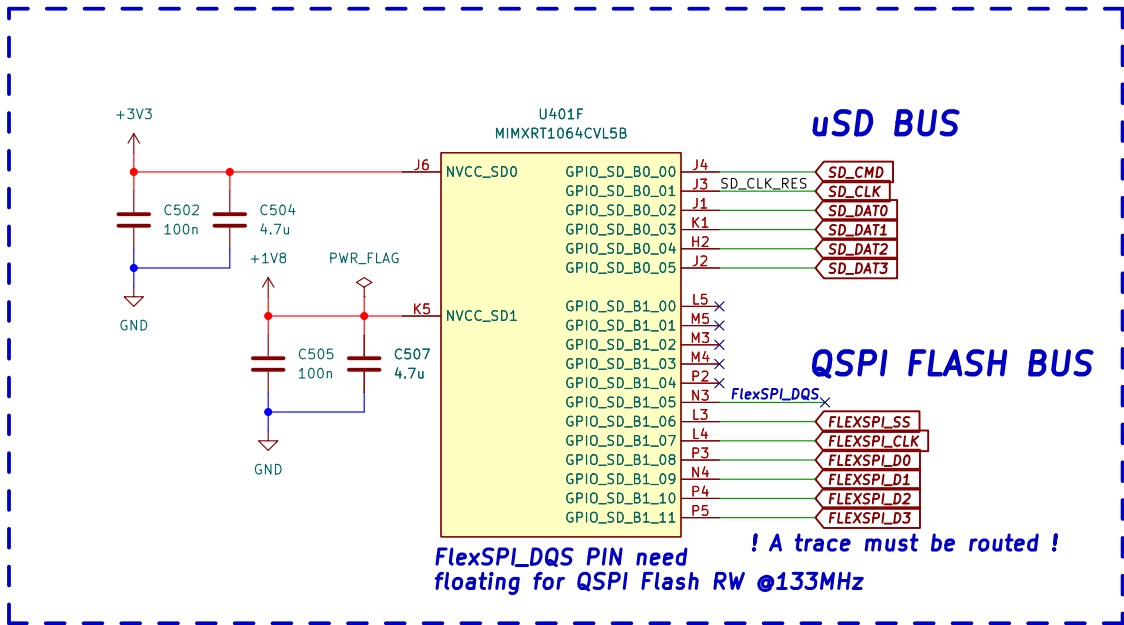 U401F
MIMXRT1064CVL5B
uSD BUS
+3V3
J6 NVCC_SD0
C502
100n
C504
4.7u
GND
+1V8
PWR_FLAG
K5 NVCC_SD1
C505
100n
C507
4.7u
GND
GPIO_SD_B0_00 J4 SD_CMD
GPIO_SD_B0_01 J3 SD_CLK_RES SD_CLK
GPIO_SD_B0_02 J1 SD_DAT0
GPIO_SD_B0_03 K1 SD_DAT1
GPIO_SD_B0_04 H2 SD_DAT2
GPIO_SD_B0_05 J2 SD_DAT3
GPIO_SD_B1_00 L5
GPIO_SD_B1_01 M5
GPIO_SD_B1_02 M3
GPIO_SD_B1_03 M4
GPIO_SD_B1_04 P2
QSPI FLASH BUS
GPIO_SD_B1_05 N3 FlexSPI_DQS
GPIO_SD_B1_06 L3 FLEXSPI_SS
GPIO_SD_B1_07 L4 FLEXSPI_CLK
GPIO_SD_B1_08 P3 FLEXSPI_D0
GPIO_SD_B1_09 N4 FLEXSPI_D1
GPIO_SD_B1_10 P4 FLEXSPI_D2
GPIO_SD_B1_11 P5 FLEXSPI_D3
! A trace must be routed !
FlexSPI_DQS PIN need
floating for QSPI Flash RW @133MHz